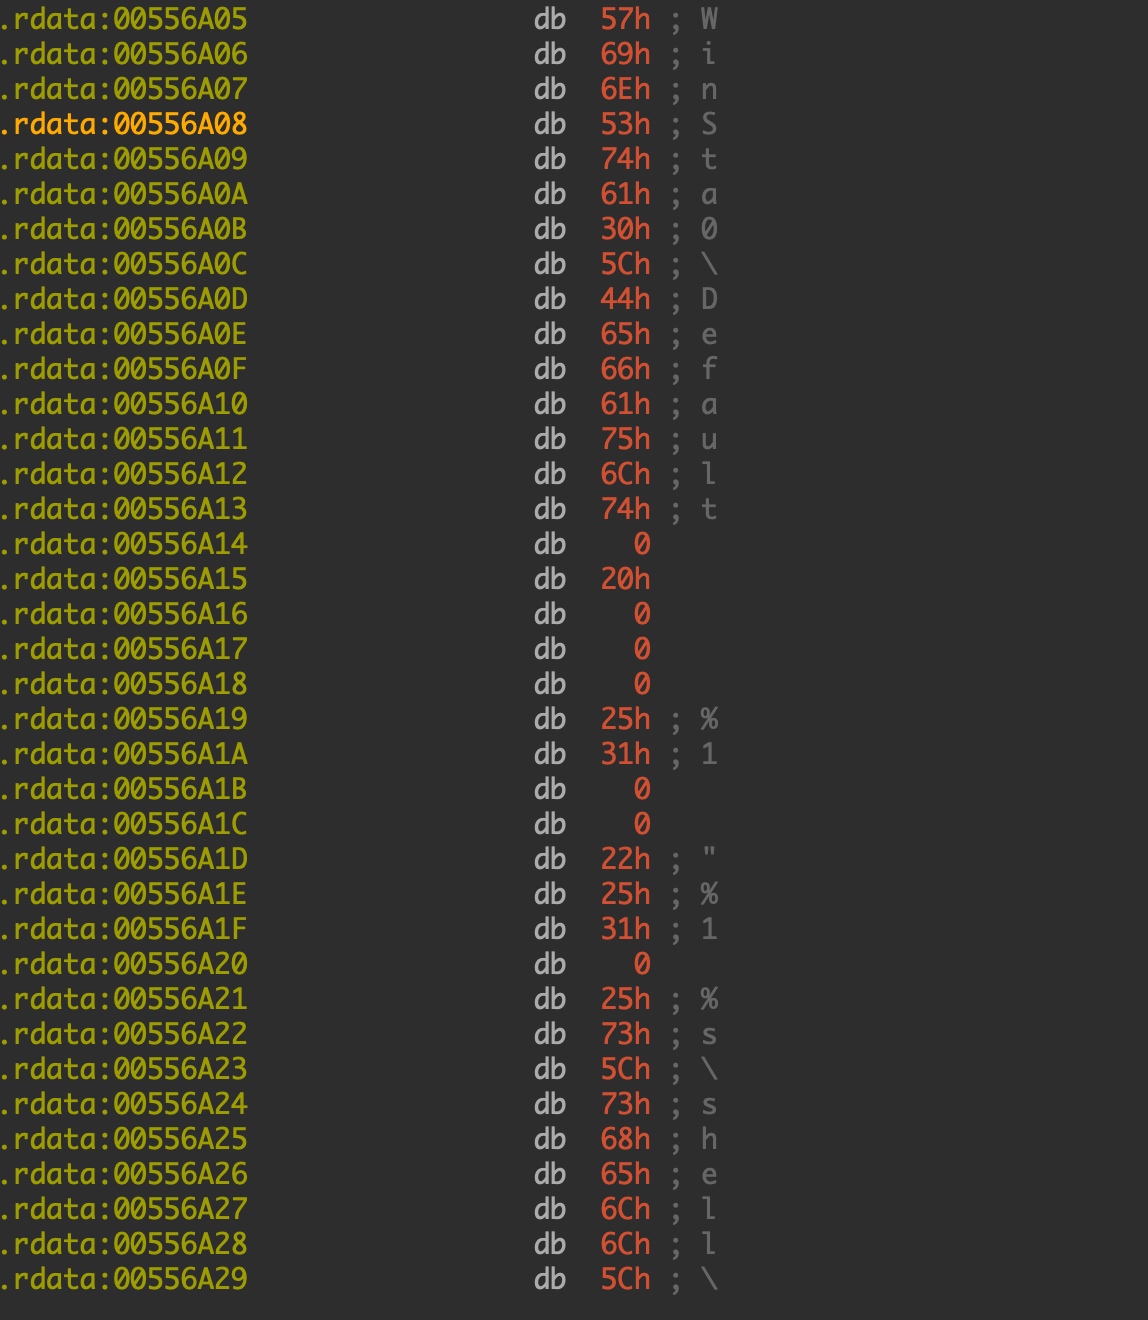 .rdata:00556A05 db 57h ; W
.rdata:00556A06 db 69h ; i
.rdata:00556A07 db 6Eh ; n
.rdata:00556A08 db 53h ; S
.rdata:00556A09 db 74h ; t
.rdata:00556A0A db 61h ; a
.rdata:00556A0B db 30h ; 0
.rdata:00556A0C db 5Ch ; \
.rdata:00556A0D db 44h ; D
.rdata:00556A0E db 65h ; e
.rdata:00556A0F db 66h ; f
.rdata:00556A10 db 61h ; a
.rdata:00556A11 db 75h ; u
.rdata:00556A12 db 6Ch ; l
.rdata:00556A13 db 74h ; t
.rdata:00556A14 db 0
.rdata:00556A15 db 20h
.rdata:00556A16 db 0
.rdata:00556A17 db 0
.rdata:00556A18 db 0
.rdata:00556A19 db 25h ; %
.rdata:00556A1A db 31h ; 1
.rdata:00556A1B db 0
.rdata:00556A1C db 0
.rdata:00556A1D db 22h ; "
.rdata:00556A1E db 25h ; %
.rdata:00556A1F db 31h ; 1
.rdata:00556A20 db 0
.rdata:00556A21 db 25h ; %
.rdata:00556A22 db 73h ; s
.rdata:00556A23 db 5Ch ; \
.rdata:00556A24 db 73h ; s
.rdata:00556A25 db 68h ; h
.rdata:00556A26 db 65h ; e
.rdata:00556A27 db 6Ch ; l
.rdata:00556A28 db 6Ch ; l
.rdata:00556A29 db 5Ch ; \